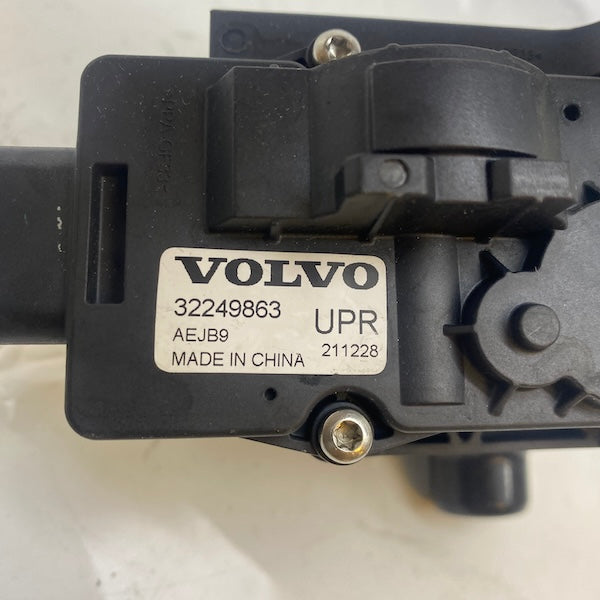 VOLVO
32249863
UPR
AEJB9
211228
MADE IN CHINA